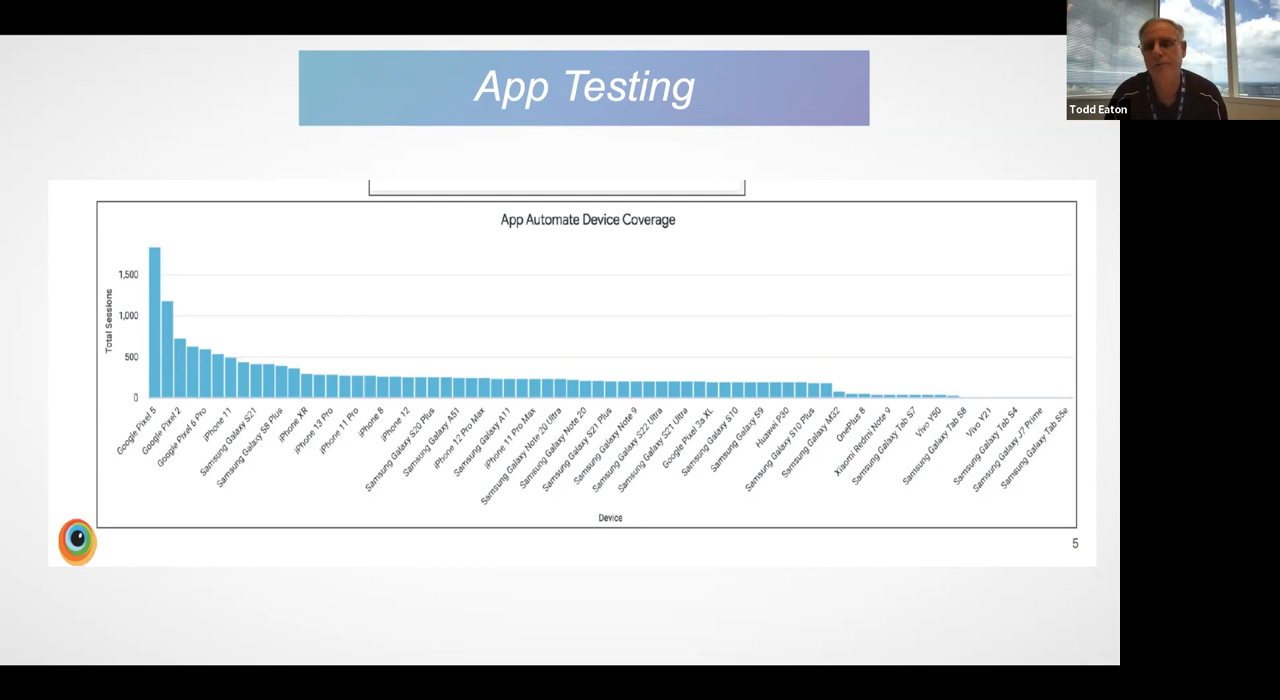 App Testing
Todd Eaton
App Automate Device Coverage
Total Sessions
1,500
1,000
500
0
Google Pixel 5
Google Pixel 2
Google Pixel 6 Pro
iPhone 11
Samsung Galaxy S21
Samsung Galaxy S8 Plus
iPhone XR
iPhone 13 Pro
iPhone 11 Pro
iPhone 8
iPhone 12
Samsung Galaxy S20 Plus
Samsung Galaxy A51
iPhone 12 Pro Max
Samsung Galaxy A11
iPhone 11 Pro Max
Samsung Galaxy Note 20 Ultra
Samsung Galaxy Note 20
Samsung Galaxy S21 Plus
Samsung Galaxy Note 9
Samsung Galaxy S22 Ultra
Samsung Galaxy S21 Ultra
Google Pixel 3a XL
Samsung Galaxy S10
Samsung Galaxy S9
Huawei P30
Samsung Galaxy S10 Plus
Samsung Galaxy M32
OnePlus 8
Xiaomi Redmi Note 9
Samsung Galaxy Tab S7
Vivo Y50
Samsung Galaxy Tab S8
Vivo Y21
Samsung Galaxy Tab S4
Samsung Galaxy J7 Prime
Samsung Galaxy Tab S5e
Device
5